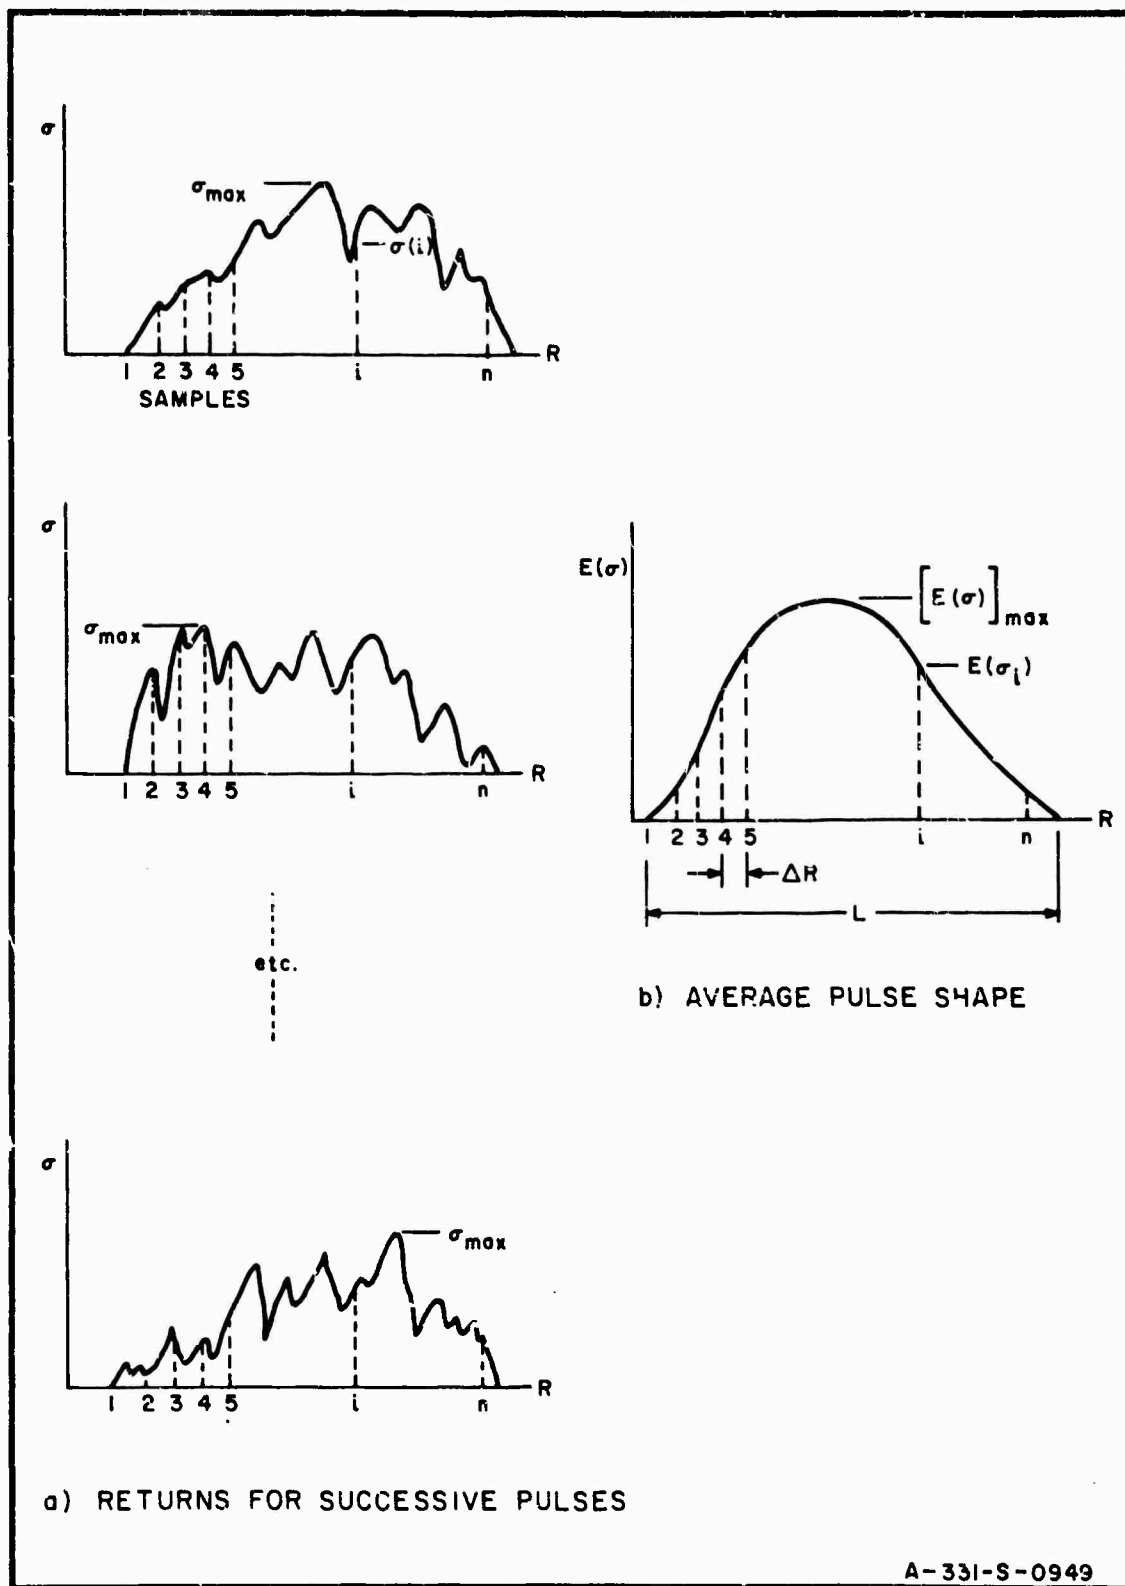 σ
σmax
σ(i)
R
1 2 3 4 5 i n
SAMPLES
σ
σmax
R
1 2 3 4 5 i n
etc.
σ
σmax
R
1 2 3 4 5 i n
a) RETURNS FOR SUCCESSIVE PULSES
E(σ)
[E(σ)]max
E(σi)
R
1 2 3 4 5 i n
ΔR
L
b) AVERAGE PULSE SHAPE
A-331-S-0949